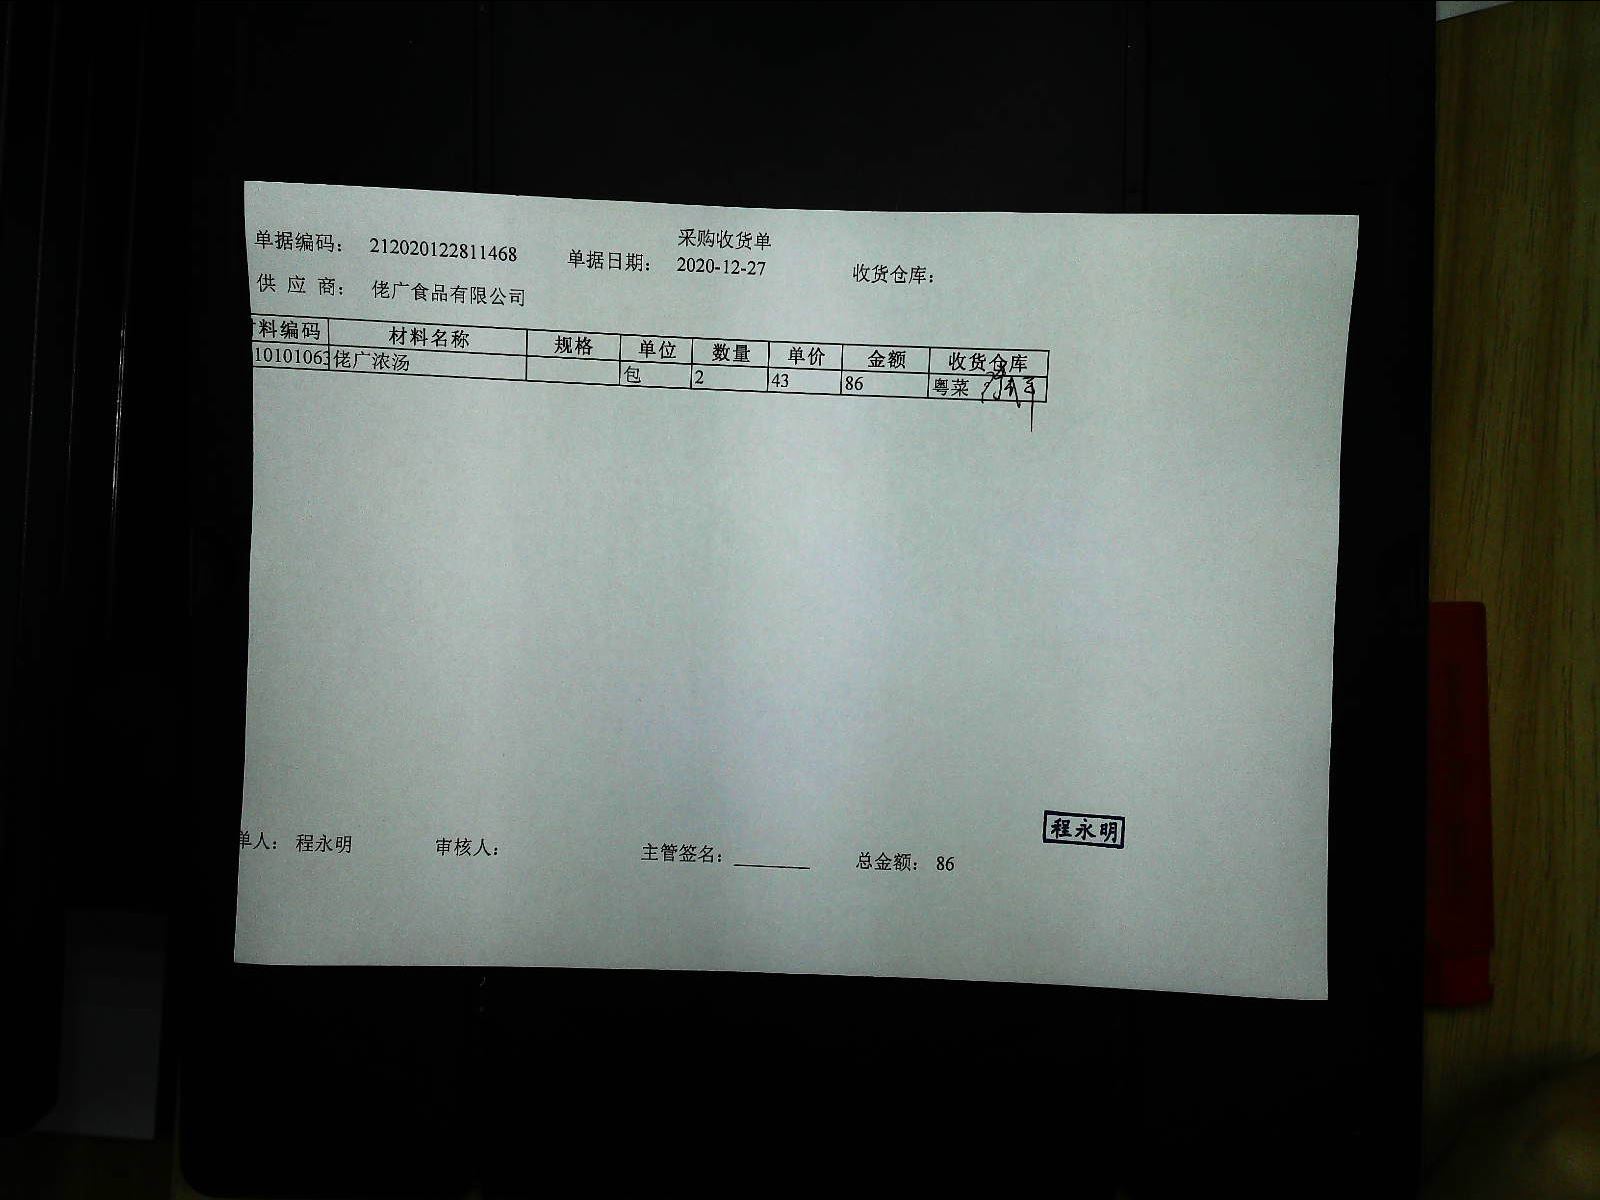 采购收货单
单据编码： 212020122811468 单据日期： 2020-12-27 收货仓库：
供 应 商： 佬广食品有限公司
料编码 材料名称 规格 单位 数量 单价 金额 收货仓库
10101063 佬广浓汤 包 2 43 86 粤菜
单人： 程永明 审核人： 主管签名： 总金额： 86
程永明